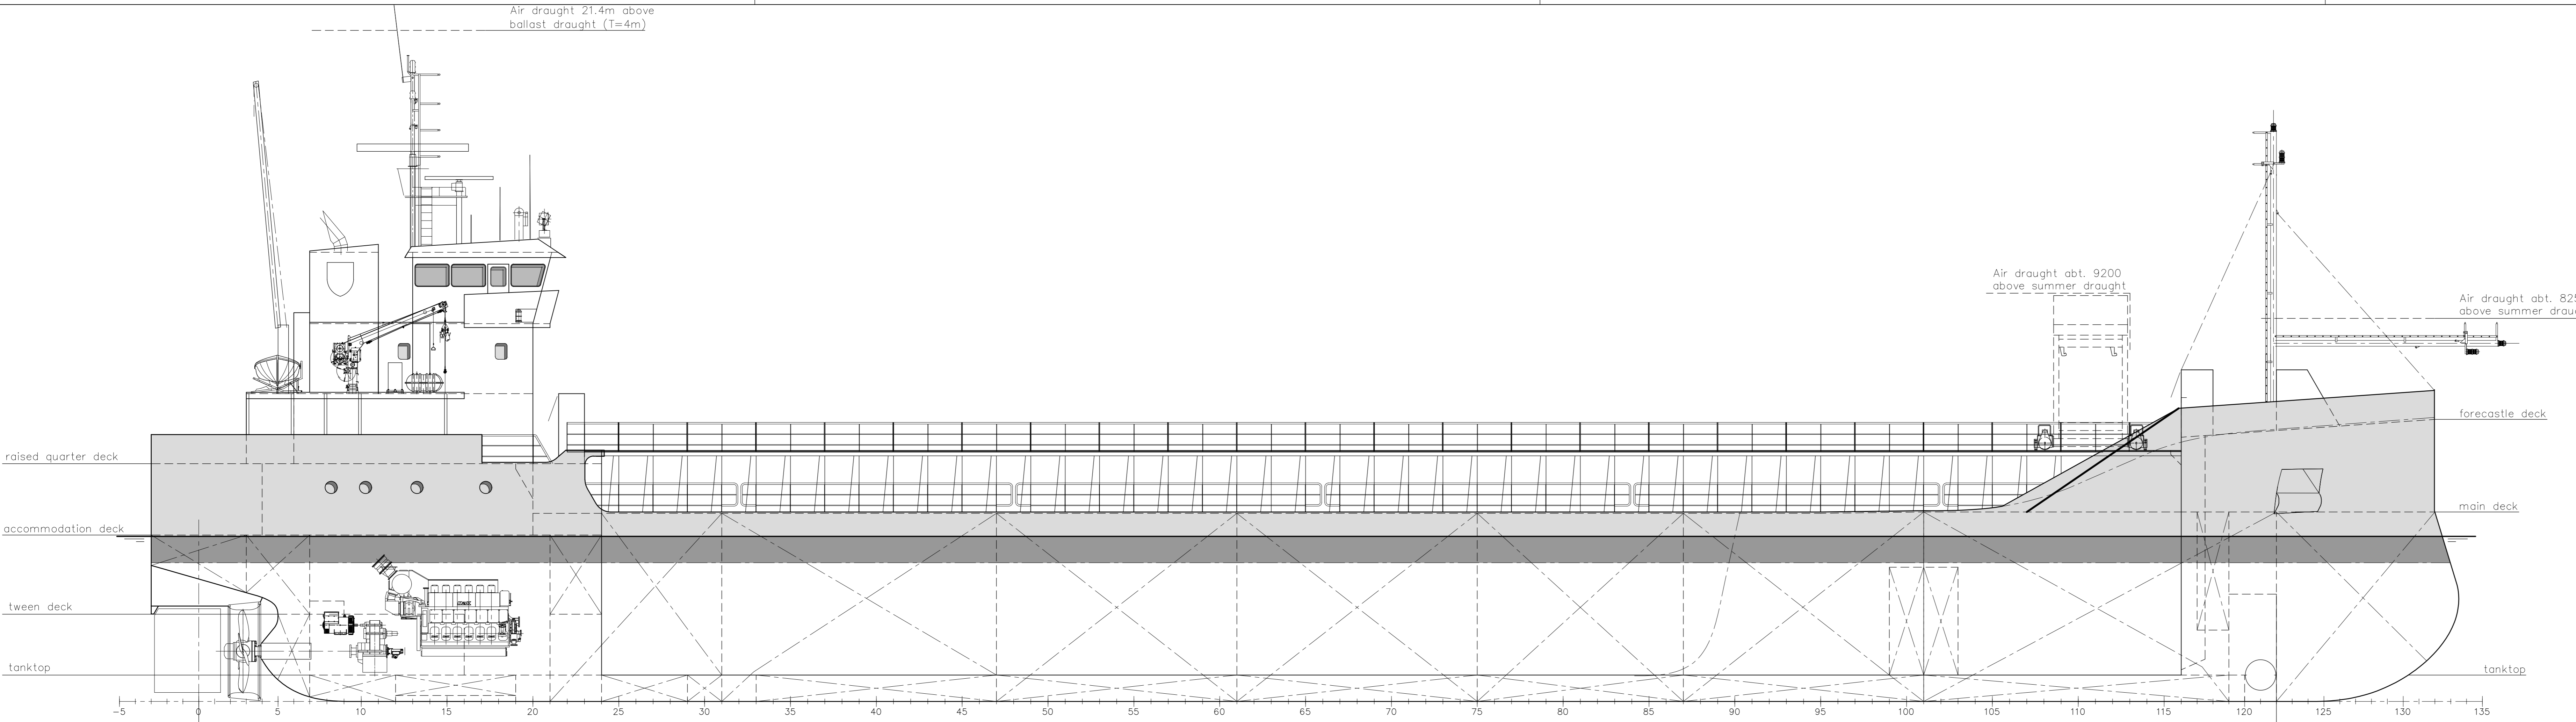 Air draught 21.4m above
ballast draught (T=4m)
Air draught abt. 9200
above summer draught
Air draught abt. 825
above summer draug
forecastle deck
raised quarter deck
main deck
accommodation deck
tween deck
tanktop
tanktop
-5 0 5 10 15 20 25 30 35 40 45 50 55 60 65 70 75 80 85 90 95 100 105 110 115 120 125 130 135